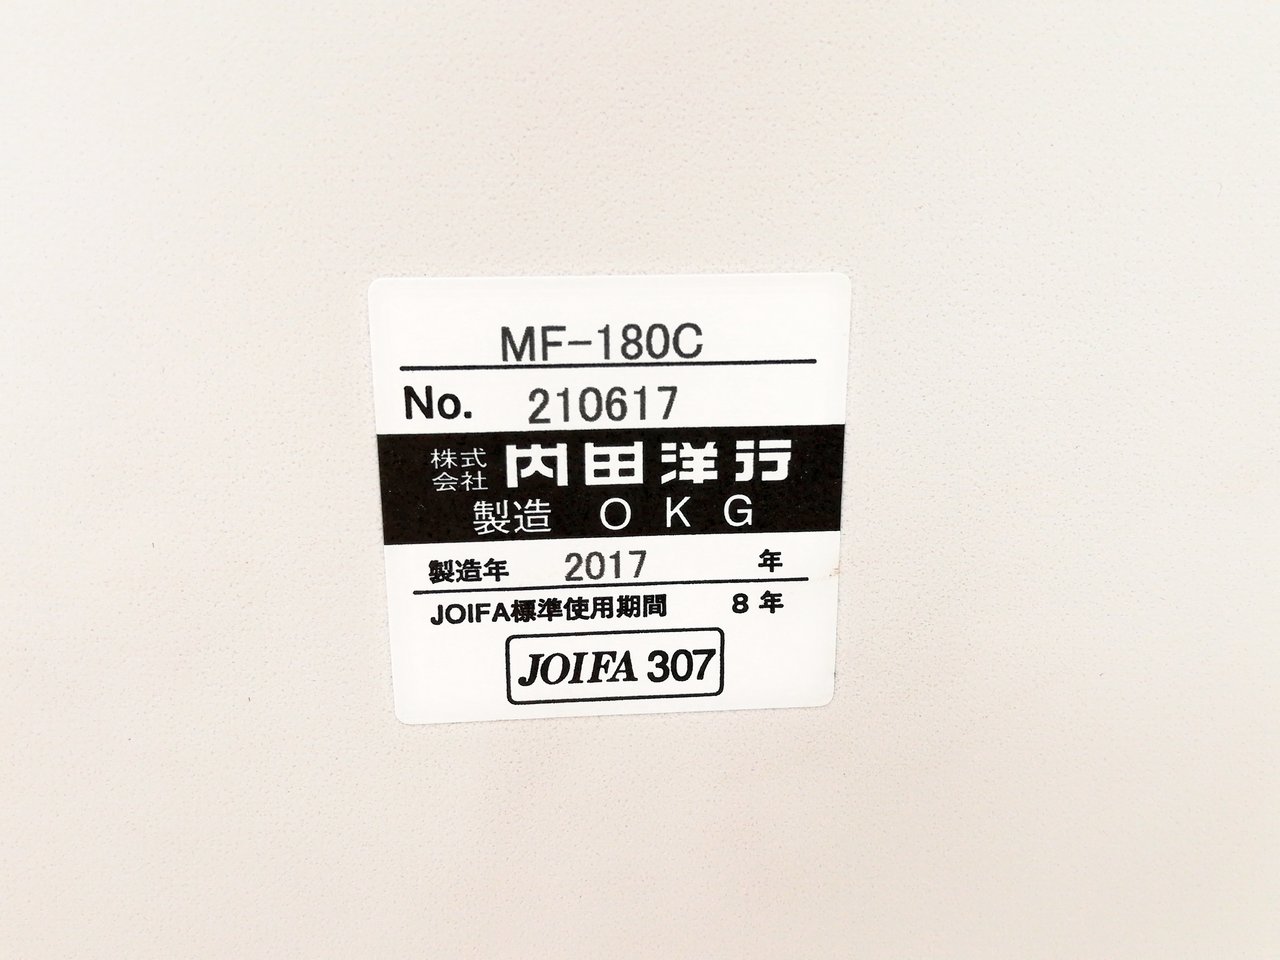 MF-180C
No. 210617
株式会社 内田洋行
製造 OKG
製造年 2017 年
JOIFA標準使用期間 8年
JOIFA 307